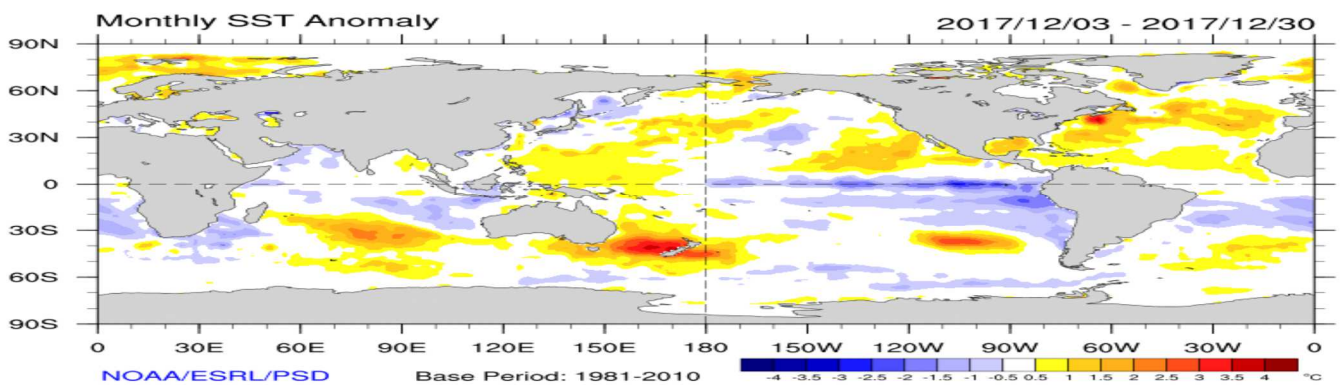 Monthly SST Anomaly 2017/12/03 - 2017/12/30
90N
60N
30N
0
30S
60S
90S
0 30E 60E 90E 120E 150E 180 150W 120W 90W 60W 30W 0
NOAA/ESRL/PSD Base Period: 1981-2010 -4 -3.5 -3 -2.5 -2 -1.5 -1 -0.5 0.5 1 1.5 2 2.5 3 3.5 4 °C